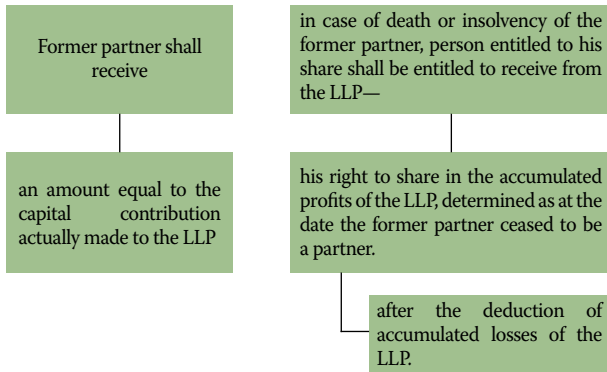 Former partner shall
receive
an amount equal to the
capital contribution
actually made to the LLP
in case of death or insolvency of the
former partner, person entitled to his
share shall be entitled to receive from
the LLP—
his right to share in the accumulated
profits of the LLP, determined as at the
date the former partner ceased to be
a partner.
after the deduction of
accumulated losses of the
LLP.